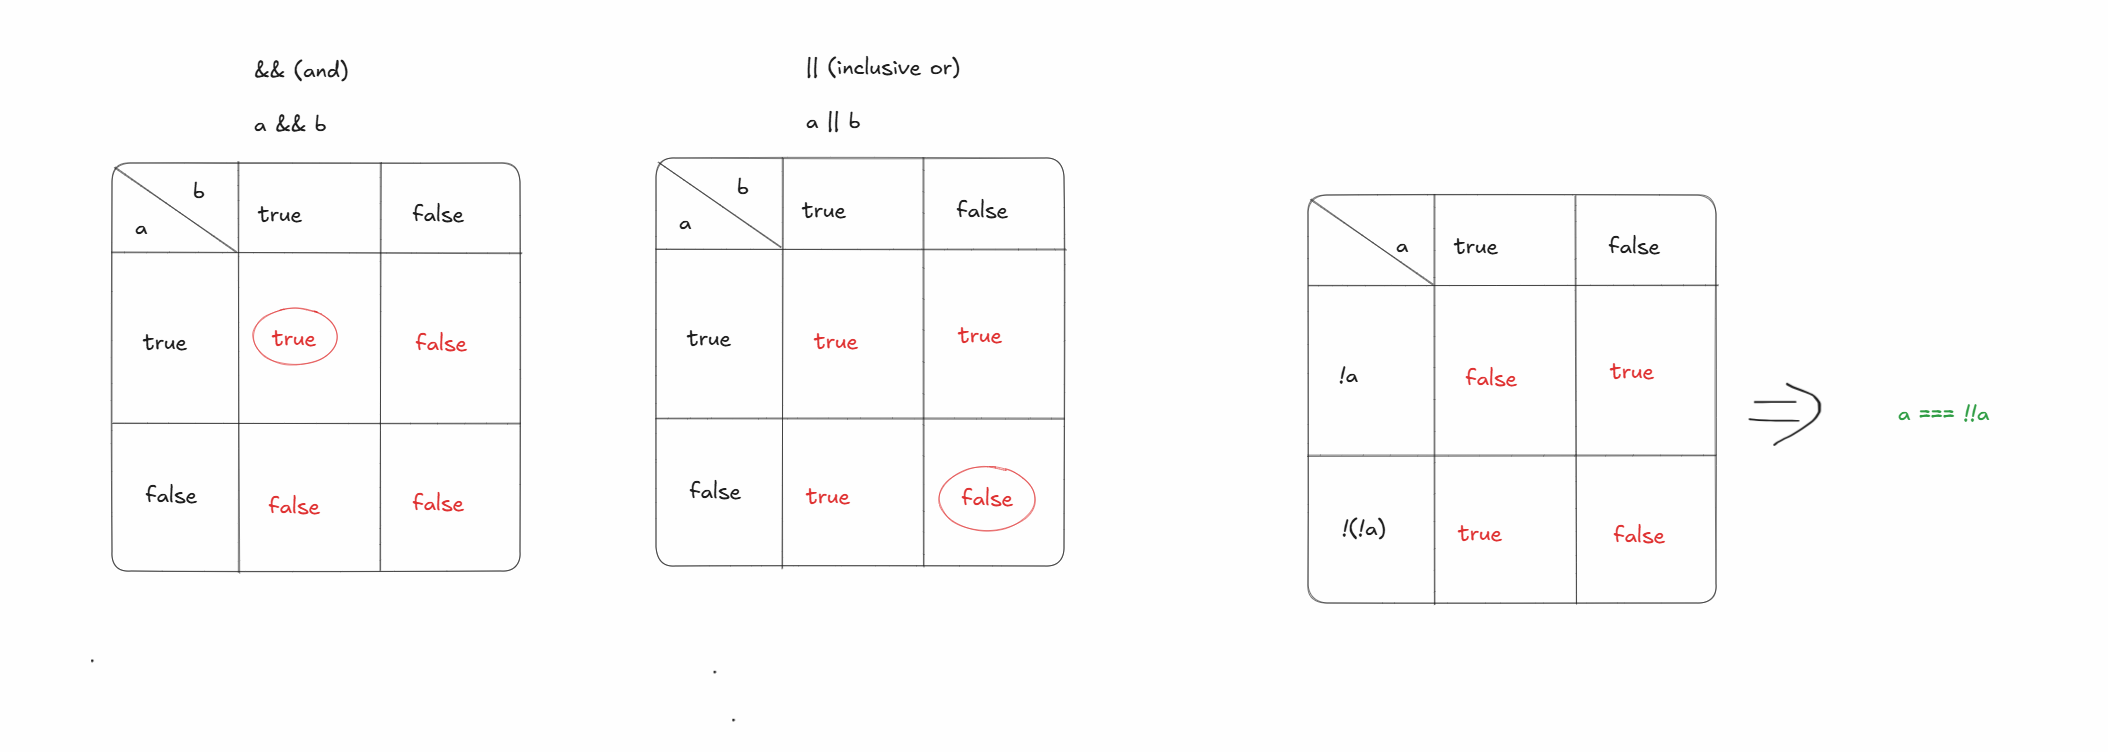 && (and)
a && b
b
a
true
false
true
true
false
false
false
false
|| (inclusive or)
a || b
b
a
true
false
true
true
true
false
true
false
a
true
false
!a
false
true
!(!a)
true
false
a === !!a